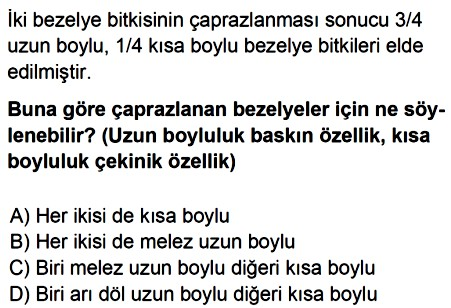 İki bezelye bitkisinin çaprazlanması sonucu 3/4
uzun boylu, 1/4 kısa boylu bezelye bitkileri elde
edilmiştir.
Buna göre çaprazlanan bezelyeler için ne söy-
lenebilir? (Uzun boyluluk baskın özellik, kısa
boyluluk çekinik özellik)
A) Her ikisi de kısa boylu
B) Her ikisi de melez uzun boylu
C) Biri melez uzun boylu diğeri kısa boylu
D) Biri arı döl uzun boylu diğeri kısa boylu